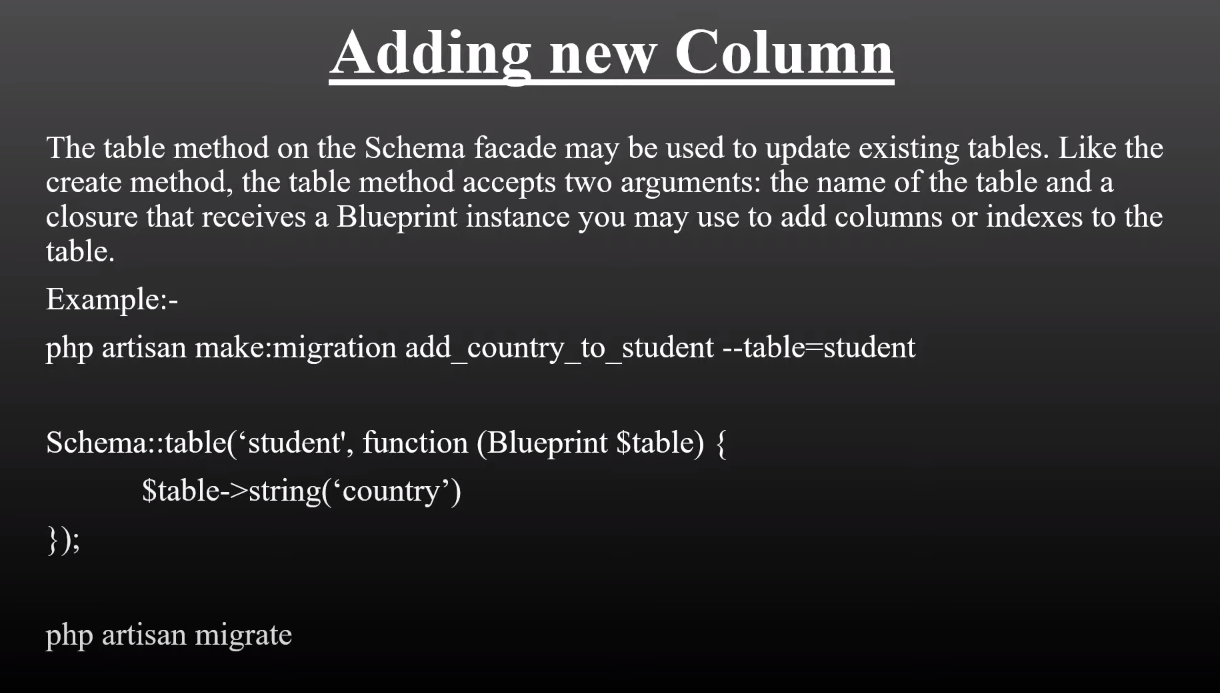 Adding new Column
The table method on the Schema facade may be used to update existing tables. Like the
create method, the table method accepts two arguments: the name of the table and a
closure that receives a Blueprint instance you may use to add columns or indexes to the
table.
Example:-
php artisan make:migration add_country_to_student --table=student
Schema::table(‘student', function (Blueprint $table) {
$table->string(‘country’)
});
php artisan migrate